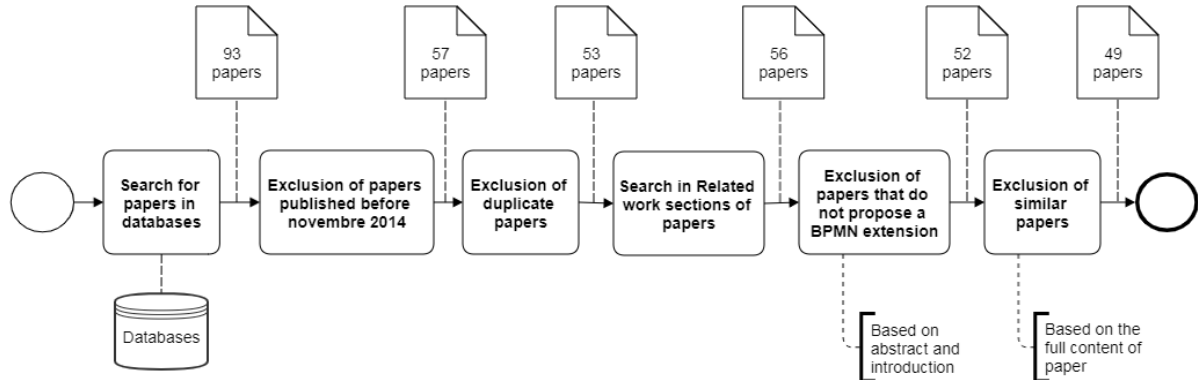 93
papers
57
papers
53
papers
56
papers
52
papers
49
papers
Search for
papers in
databases
Exclusion of papers
published before
novembre 2014
Exclusion of
duplicate
papers
Search in Related
work sections of
papers
Exclusion of
papers that do
not propose a
BPMN extension
Exclusion of
similar
papers
Databases
Based on
abstract and
introduction
Based on the
full content of
paper